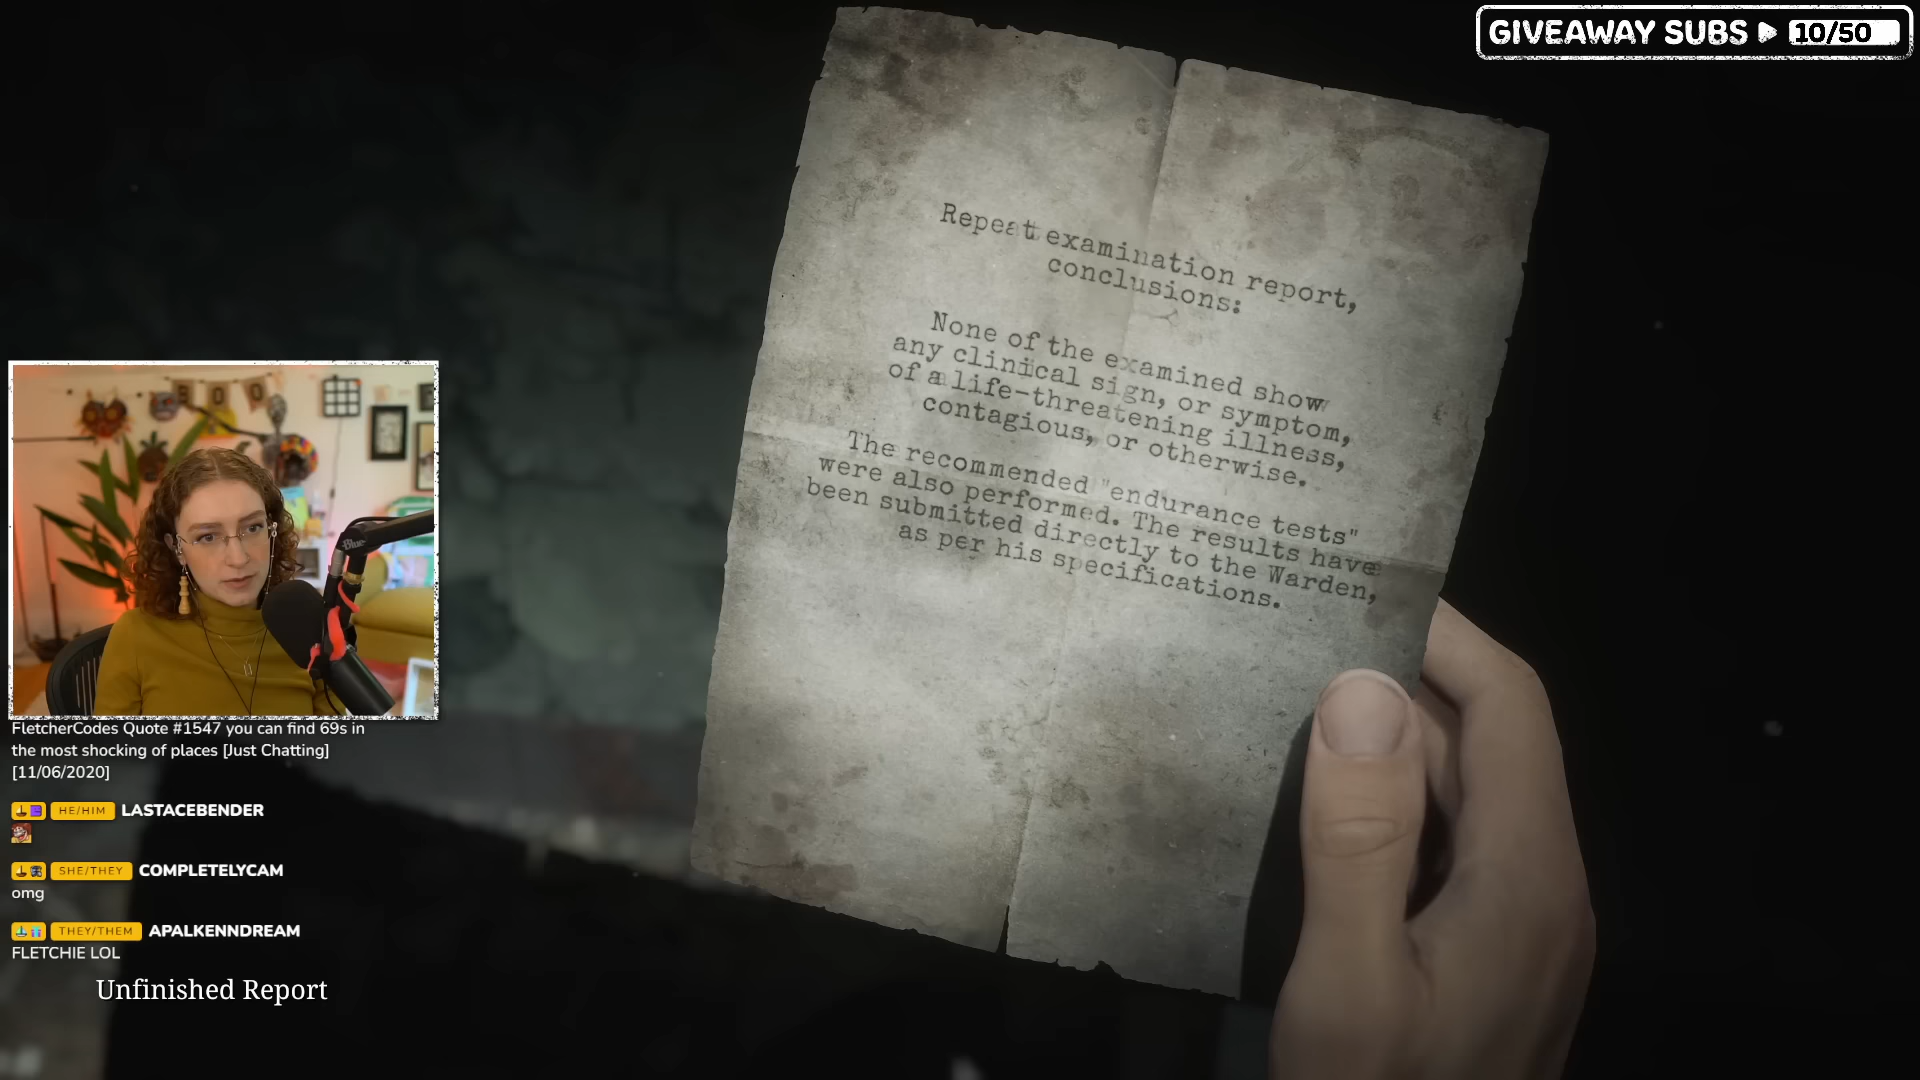 GIVEAWAY SUBS 10/50
Repeat examination report,
conclusions:
None of the examined show
any clinical sign, or symptom,
of a life-threatening illness,
contagious, or otherwise.
The recommended "endurance tests"
were also performed. The results have
been submitted directly to the Warden,
as per his specifications.
Blue
FletcherCodes Quote #1547 you can find 69s in
the most shocking of places [Just Chatting]
[11/06/2020]
HE/HIM LASTACEBENDER
SHE/THEY COMPLETELYCAM
omg
THEY/THEM APALKENNDREAM
FLETCHIE LOL
Unfinished Report